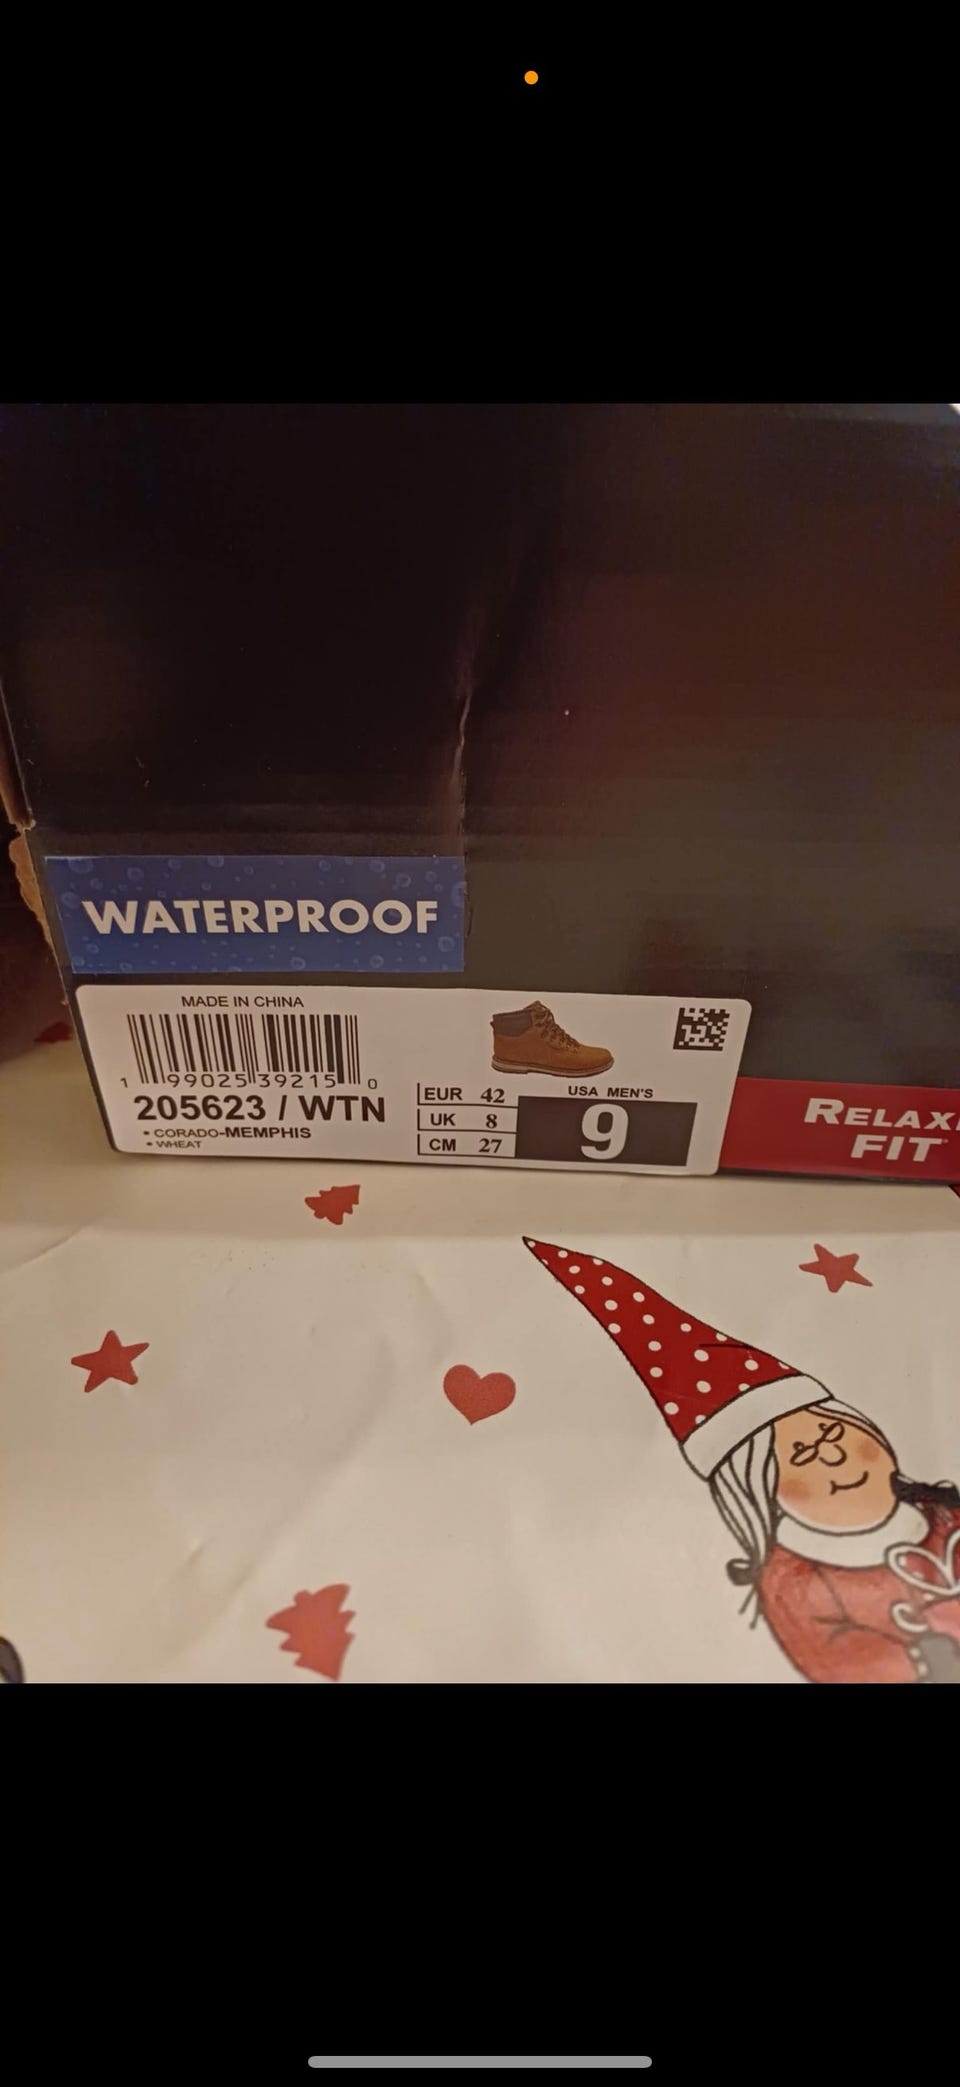 WATERPROOF
MADE IN CHINA
1 99025 39215 0
205623 / WTN
• CORADO-MEMPHIS
• WHEAT
EUR 42
UK 8
CM 27
USA MEN'S
9
RELAX
FIT